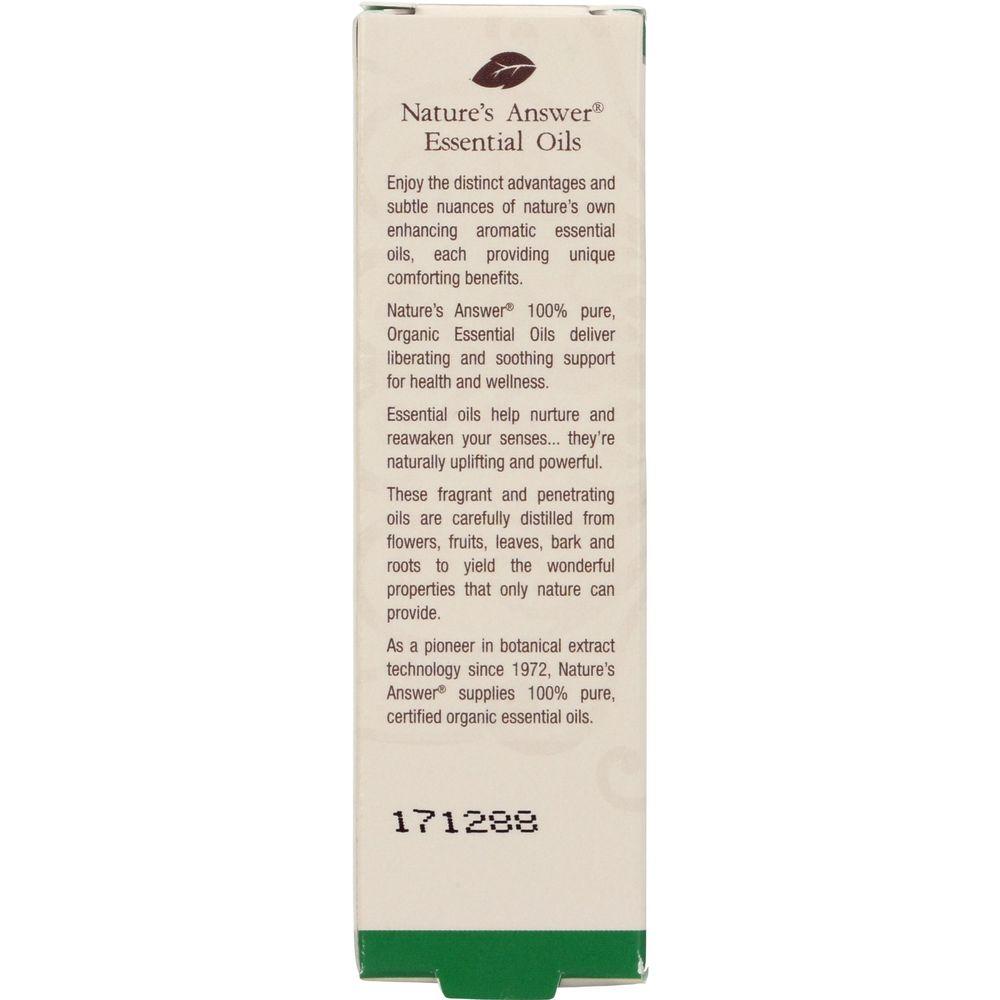 Nature's Answer®
Essential Oils
Enjoy the distinct advantages and
subtle nuances of nature's own
enhancing aromatic essential
oils, each providing unique
comforting benefits.
Nature's Answer® 100% pure,
Organic Essential Oils deliver
liberating and soothing support
for health and wellness.
Essential oils help nurture and
reawaken your senses... they're
naturally uplifting and powerful.
These fragrant and penetrating
oils are carefully distilled from
flowers, fruits, leaves, bark and
roots to yield the wonderful
properties that only nature can
provide.
As a pioneer in botanical extract
technology since 1972, Nature's
Answer® supplies 100% pure,
certified organic essential oils.
171288